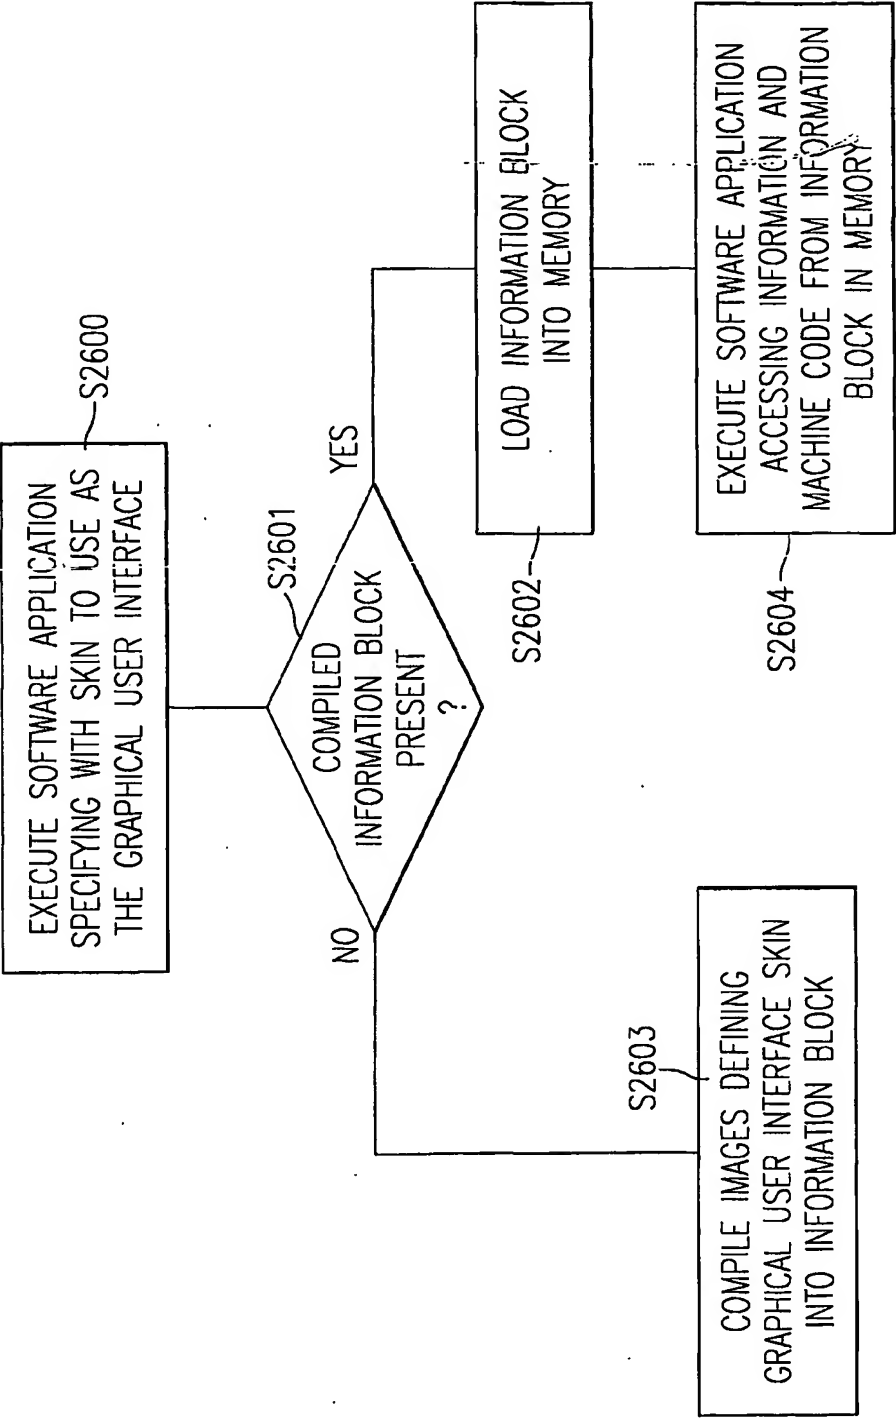 EXECUTE SOFTWARE APPLICATION
SPECIFYING WITH SKIN TO USE AS
THE GRAPHICAL USER INTERFACE
S2600
COMPILED
INFORMATION BLOCK
PRESENT
?
S2601
YES
NO
LOAD INFORMATION BLOCK
INTO MEMORY
S2602
EXECUTE SOFTWARE APPLICATION
ACCESSING INFORMATION AND
MACHINE CODE FROM INFORMATION
BLOCK IN MEMORY
S2604
S2603
COMPILE IMAGES DEFINING
GRAPHICAL USER INTERFACE SKIN
INTO INFORMATION BLOCK